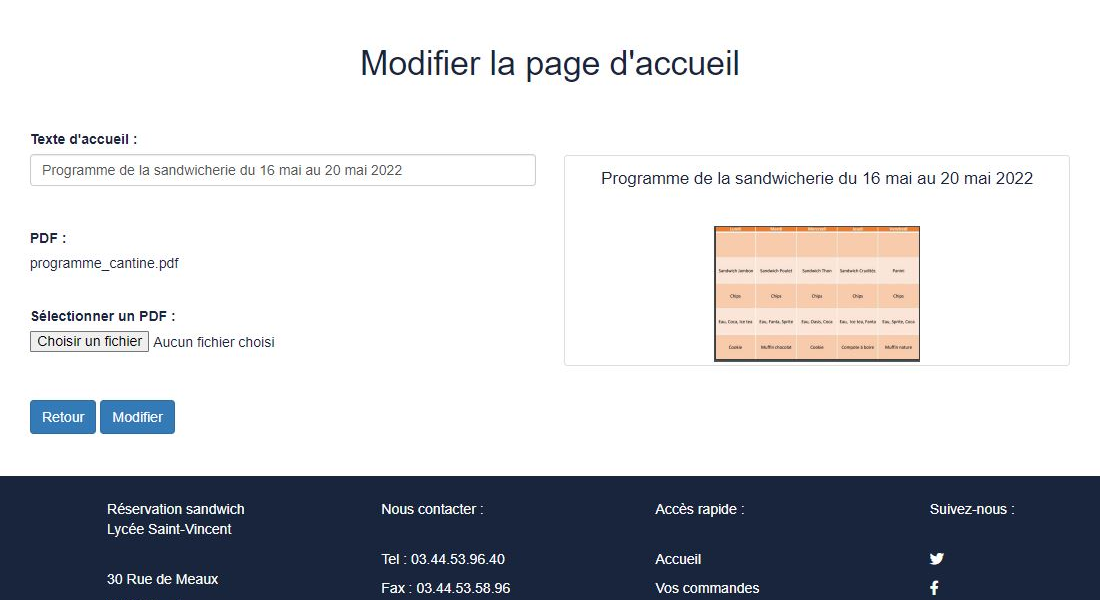 Modifier la page d'accueil
Texte d'accueil :
Programme de la sandwicherie du 16 mai au 20 mai 2022
PDF :
programme_cantine.pdf
Sélectionner un PDF :
Choisir un fichier Aucun fichier choisi
Retour Modifier
Programme de la sandwicherie du 16 mai au 20 mai 2022
Lundi Mardi Mercredi Jeudi Vendredi
Sandwich Jambon Sandwich Poulet Sandwich Thon Sandwich Crudités Panini
Chips Chips Chips Chips Chips
Eau, Coca, Ice tea Eau, Fanta, Sprite Eau, Oasis, Coca Eau, Ice tea, Fanta Eau, Sprite, Coca
Cookie Muffin chocolat Cookie Compote à boire Muffin nature
Réservation sandwich
Lycée Saint-Vincent
30 Rue de Meaux
Nous contacter :
Tel : 03.44.53.96.40
Fax : 03.44.53.58.96
Accès rapide :
Accueil
Vos commandes
Suivez-nous :